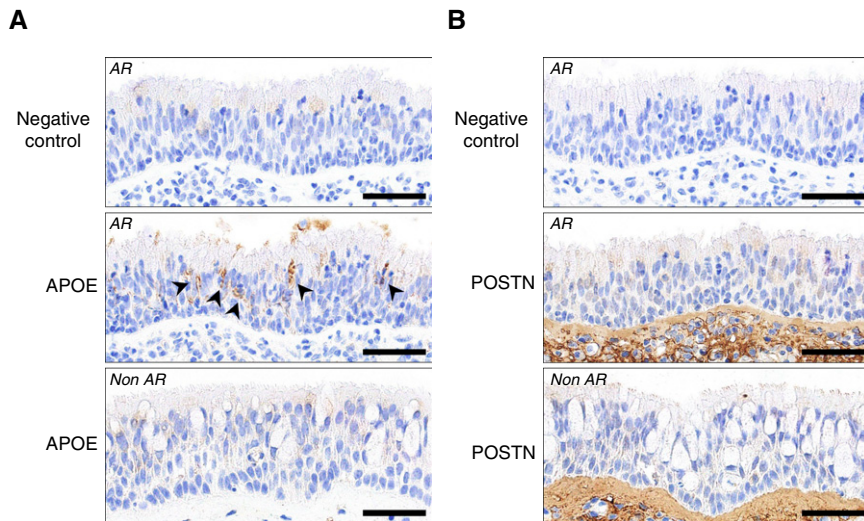 A
B
AR
AR
Negative
control
Negative
control
AR
AR
APOE
POSTN
Non AR
Non AR
APOE
POSTN